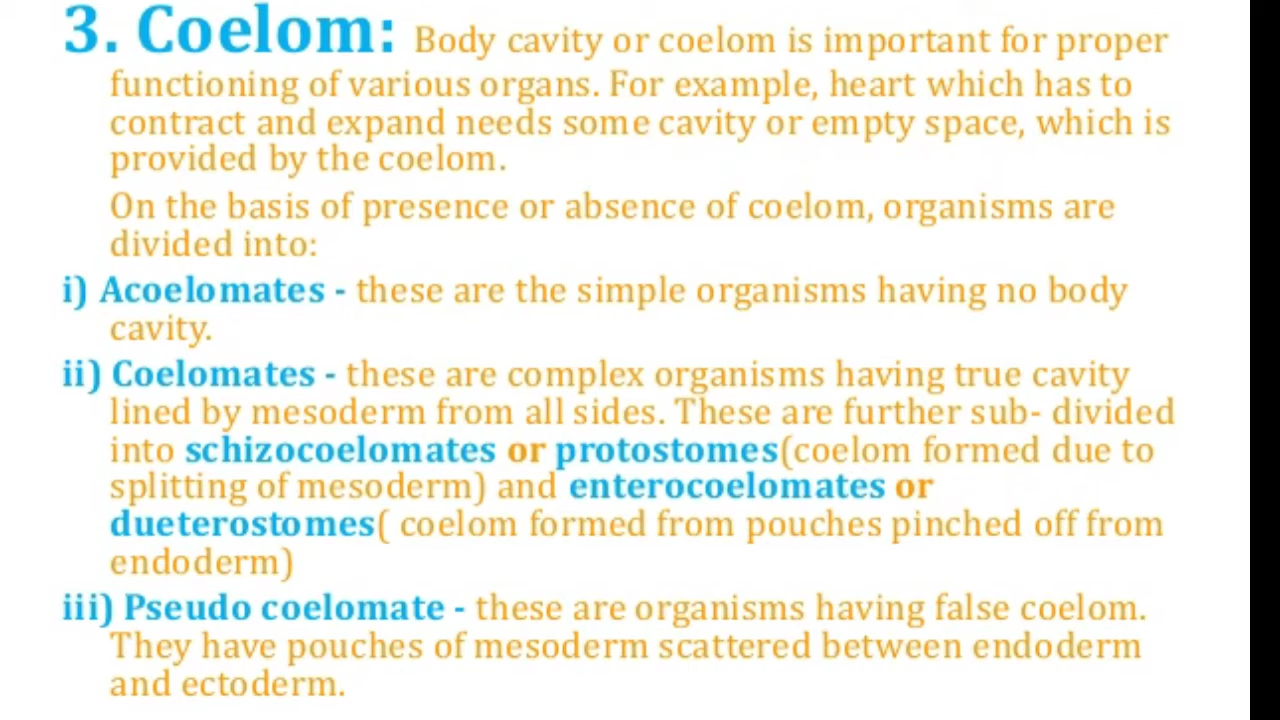 3. Coelom: Body cavity or coelom is important for proper
functioning of various organs. For example, heart which has to
contract and expand needs some cavity or empty space, which is
provided by the coelom.
On the basis of presence or absence of coelom, organisms are
divided into:
i) Acoelomates - these are the simple organisms having no body
cavity.
ii) Coelomates - these are complex organisms having true cavity
lined by mesoderm from all sides. These are further sub- divided
into schizocoelomates or protostomes(coelom formed due to
splitting of mesoderm) and enterocoelomates or
dueterostomes( coelom formed from pouches pinched off from
endoderm)
iii) Pseudo coelomate - these are organisms having false coelom.
They have pouches of mesoderm scattered between endoderm
and ectoderm.